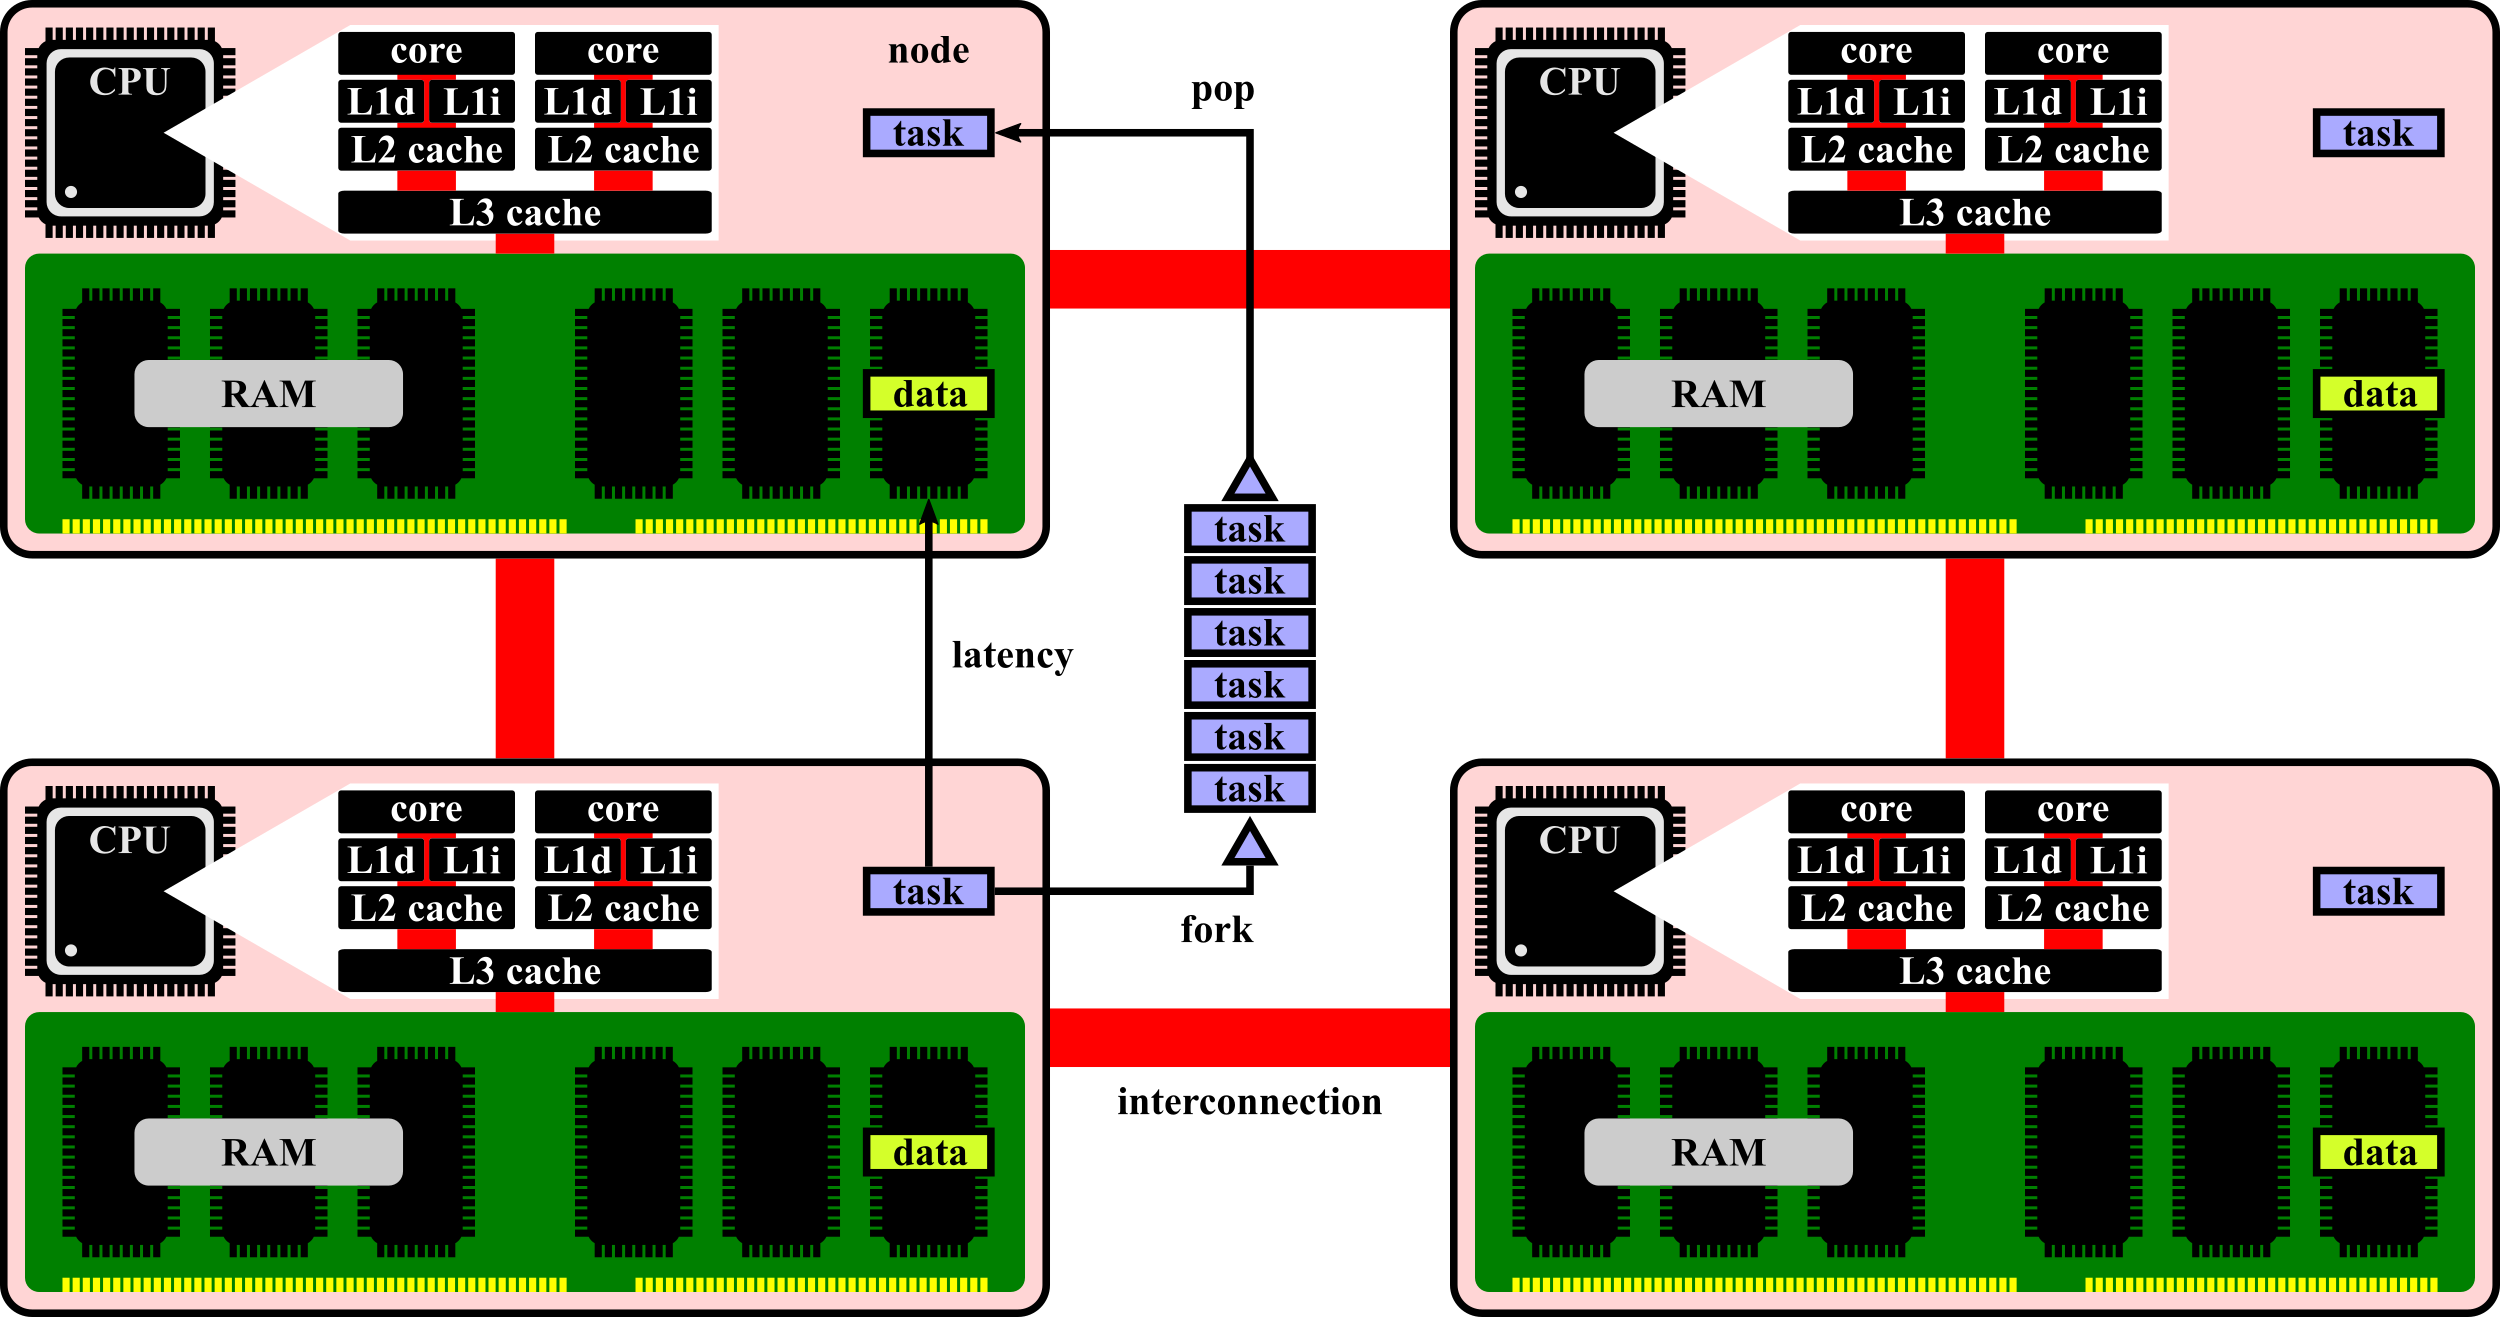 node
CPU
core core
L1d L1i L1d L1i
L2 cache L2 cache
L3 cache
task
RAM
data
pop
CPU
core core
L1d L1i L1d L1i
L2 cache L2 cache
L3 cache
task
RAM
data
task
task
task
task
task
task
latency
fork
interconnection
CPU
core core
L1d L1i L1d L1i
L2 cache L2 cache
L3 cache
task
RAM
data
CPU
core core
L1d L1i L1d L1i
L2 cache L2 cache
L3 cache
task
RAM
data